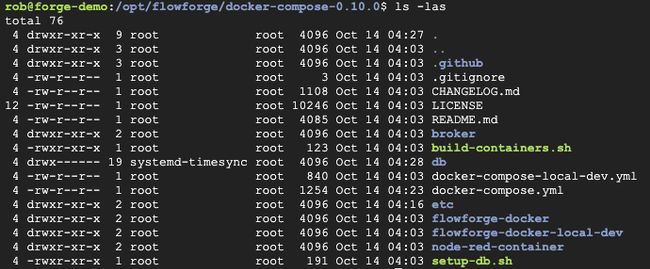 rob@forge-demo:/opt/flowforge/docker-compose-0.10.0$ ls -las
total 76
 4 drwxr-xr-x  9 root             root  4096 Oct 14 04:27 .
 4 drwxr-xr-x  3 root             root  4096 Oct 14 04:03 ..
 4 drwxr-xr-x  3 root             root  4096 Oct 14 04:03 .github
 4 -rw-r--r--  1 root             root     3 Oct 14 04:03 .gitignore
 4 -rw-r--r--  1 root             root  1108 Oct 14 04:03 CHANGELOG.md
12 -rw-r--r--  1 root             root 10246 Oct 14 04:03 LICENSE
 4 -rw-r--r--  1 root             root  4085 Oct 14 04:03 README.md
 4 drwxr-xr-x  2 root             root  4096 Oct 14 04:03 broker
 4 -rwxr-xr-x  1 root             root   123 Oct 14 04:03 build-containers.sh
 4 drwx------ 19 systemd-timesync root  4096 Oct 14 04:28 db
 4 -rw-r--r--  1 root             root   840 Oct 14 04:03 docker-compose-local-dev.yml
 4 -rw-r--r--  1 root             root  1254 Oct 14 04:23 docker-compose.yml
 4 drwxr-xr-x  2 root             root  4096 Oct 14 04:16 etc
 4 drwxr-xr-x  2 root             root  4096 Oct 14 04:03 flowforge-docker
 4 drwxr-xr-x  2 root             root  4096 Oct 14 04:03 flowforge-docker-local-dev
 4 drwxr-xr-x  2 root             root  4096 Oct 14 04:03 node-red-container
 4 -rwxr-xr-x  1 root             root   191 Oct 14 04:03 setup-db.sh